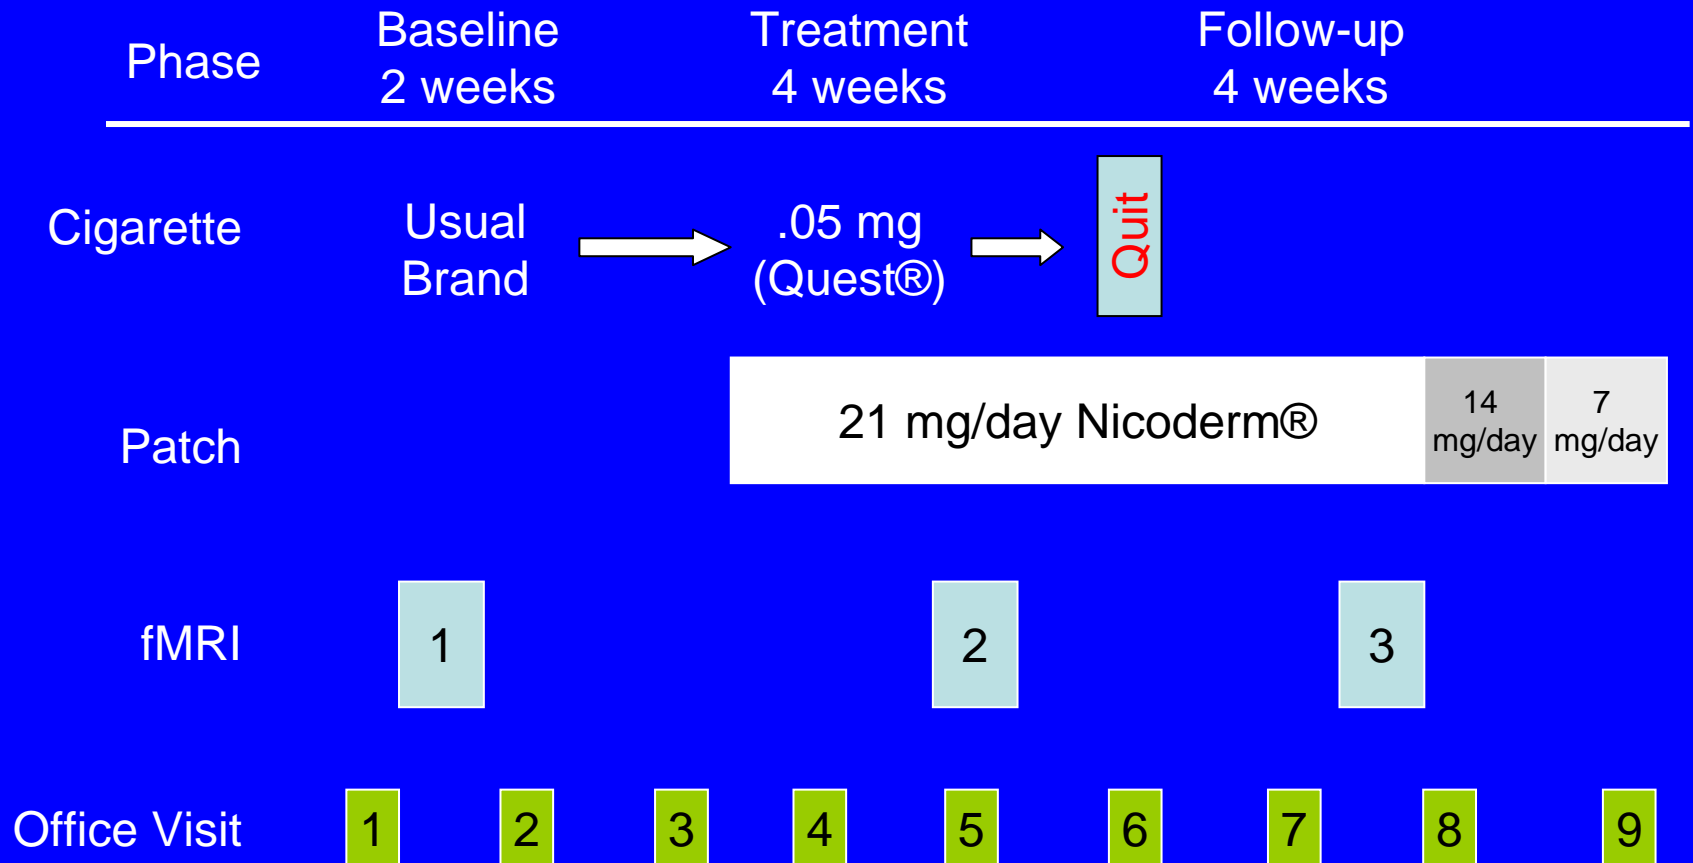 Phase
Baseline
2 weeks
Treatment
4 weeks
Follow-up
4 weeks
Cigarette
Usual
Brand
.05 mg
(Quest®)
Quit
Patch
21 mg/day Nicoderm®
14
mg/day
7
mg/day
fMRI
1
2
3
Office Visit
1
2
3
4
5
6
7
8
9